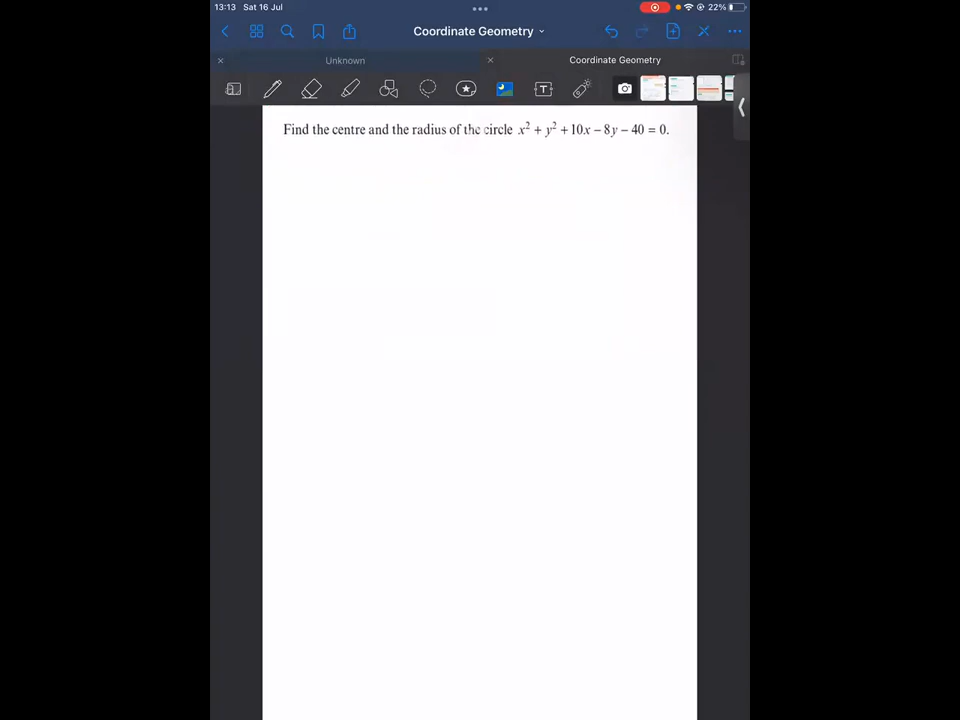 13:13 Sat 16 Jul
22%
Coordinate Geometry
Unknown
Coordinate Geometry
T
Find the centre and the radius of the circle x² + y² + 10x − 8y − 40 = 0.